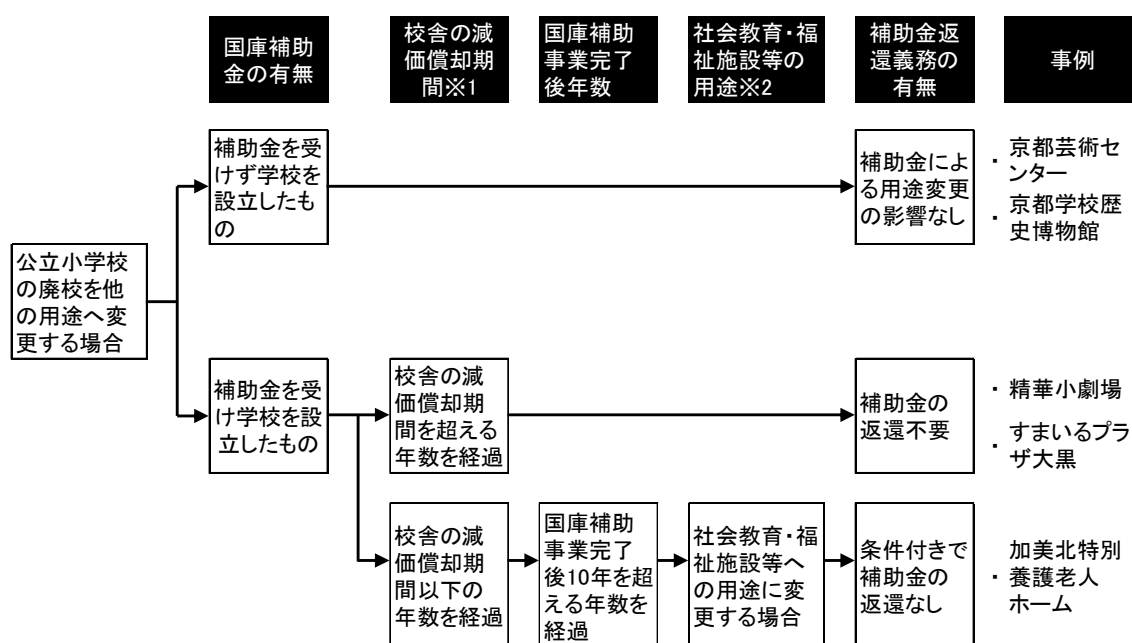 国庫補助
金の有無
校舎の減
価償却期
間※1
国庫補助
事業完了
後年数
社会教育・福
祉施設等の
用途※2
補助金返
還義務の
有無
事例
補助金を受
けず学校を
設立したも
の
補助金によ
る用途変更
の影響なし
・ 京都芸術セ
ンター
・ 京都学校歴
史博物館
公立小学校
の廃校を他
の用途へ変
更する場合
補助金を受
け学校を設
立したもの
校舎の減
価償却期
間を超える
年数を経過
補助金の
返還不要
・ 精華小劇場
・ すまいるプラ
ザ大黒
校舎の減
価償却期
間以下の
年数を経過
国庫補助
事業完了
後10年を超
える年数を
経過
社会教育・福
祉施設等へ
の用途に変
更する場合
条件付きで
補助金の
返還なし
加美北特別
・ 養護老人
ホーム